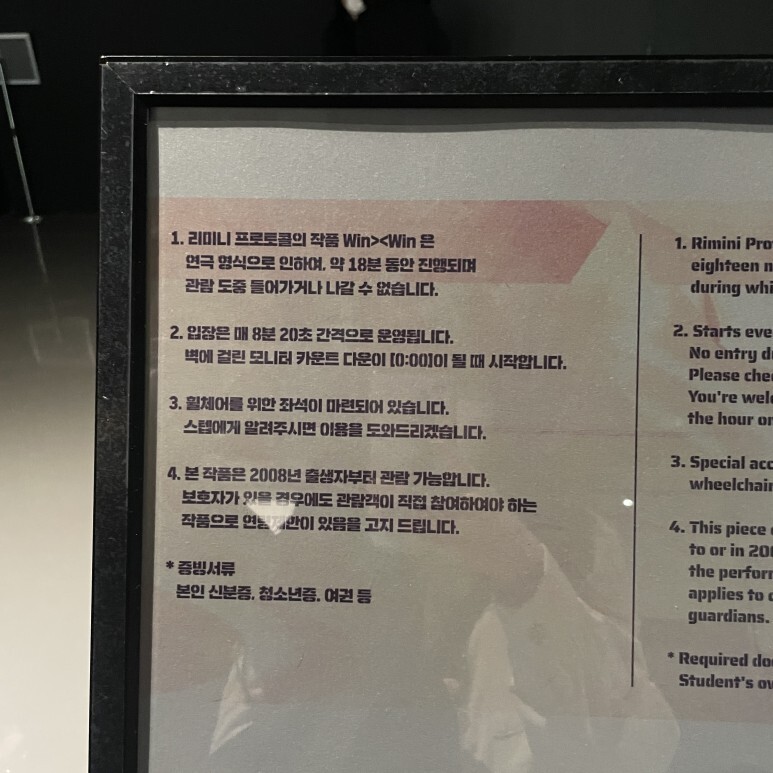 1. 리미니 프로토콜의 작품 Win><Win 은
연극 형식으로 인하여, 약 18분 동안 진행되며
관람 도중 들어가거나 나갈 수 없습니다.
2. 입장은 매 8분 20초 간격으로 운영됩니다.
벽에 걸린 모니터 카운트 다운이 [0:00]이 될 때 시작합니다.
3. 휠체어를 위한 좌석이 마련되어 있습니다.
스텝에게 알려주시면 이용을 도와드리겠습니다.
4. 본 작품은 2008년 출생자부터 관람 가능합니다.
보호자가 있을 경우에도 관람객이 직접 참여하여야 하는
작품으로 연령제한이 있음을 고지 드립니다.
* 증빙서류
본인 신분증, 청소년증, 여권 등
1. Rimini Pro
eighteen
during whi
2. Starts eve
No entry d
Please che
You're wel
the hour or
3. Special acc
wheelchair
4. This piece
to or in 200
the perform
applies to
guardians.
* Required do
Student's ow